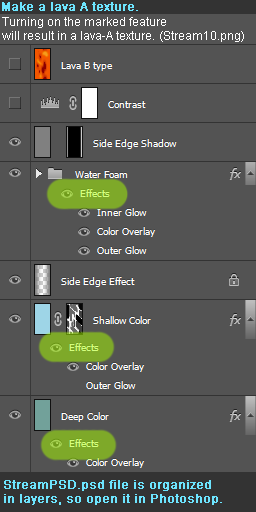 Make a lava A texture.
Turning on the marked feature
will result in a lava-A texture. (Stream10.png)
Lava B type
Contrast
Side Edge Shadow
Water Foam fx
Effects
Inner Glow
Color Overlay
Outer Glow
Side Edge Effect
Shallow Color fx
Effects
Color Overlay
Outer Glow
Deep Color fx
Effects
Color Overlay
StreamPSD.psd file is organized
in layers, so open it in Photoshop.